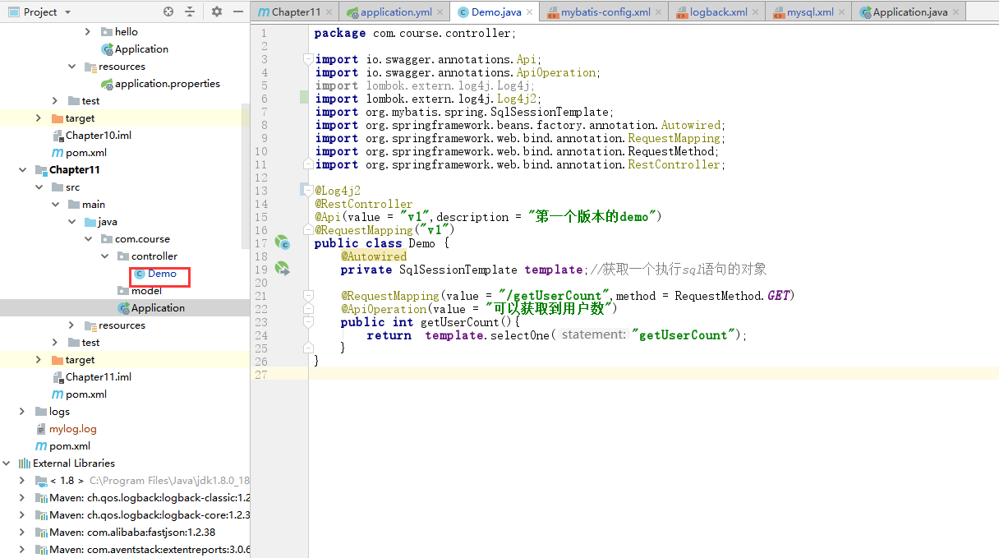 Project
hello
Application
resources
application.properties
test
target
Chapter10.iml
pom.xml
Chapter11
src
main
java
com.course
controller
Demo
model
Application
resources
test
target
Chapter11.iml
pom.xml
logs
mylog.log
pom.xml
External Libraries
< 1.8 > C:\Program Files\Java\jdk1.8.0_18
Maven: ch.qos.logback:logback-classic:1.2
Maven: ch.qos.logback:logback-core:1.2.3
Maven: com.alibaba:fastjson:1.2.38
Maven: com.aventstack:extentreports:3.0.6
Chapter11 application.yml Demo.java mybatis-config.xml logback.xml mysql.xml Application.java
1 package com.course.controller;
2
3 import io.swagger.annotations.Api;
4 import io.swagger.annotations.ApiOperation;
5 import lombok.extern.log4j.Log4j;
6 import lombok.extern.log4j.Log4j2;
7 import org.mybatis.spring.SqlSessionTemplate;
8 import org.springframework.beans.factory.annotation.Autowired;
9 import org.springframework.web.bind.annotation.RequestMapping;
10 import org.springframework.web.bind.annotation.RequestMethod;
11 import org.springframework.web.bind.annotation.RestController;
12
13 @Log4j2
14 @RestController
15 @Api(value = "v1",description = "第一个版本的demo")
16 @RequestMapping("v1")
17 public class Demo {
18 @Autowired
19 private SqlSessionTemplate template;//获取一个执行sql语句的对象
20
21 @RequestMapping(value = "/getUserCount",method = RequestMethod.GET)
22 @ApiOperation(value = "可以获取到用户数")
23 public int getUserCount(){
24 return template.selectOne( statement: "getUserCount");
25 }
26 }
27